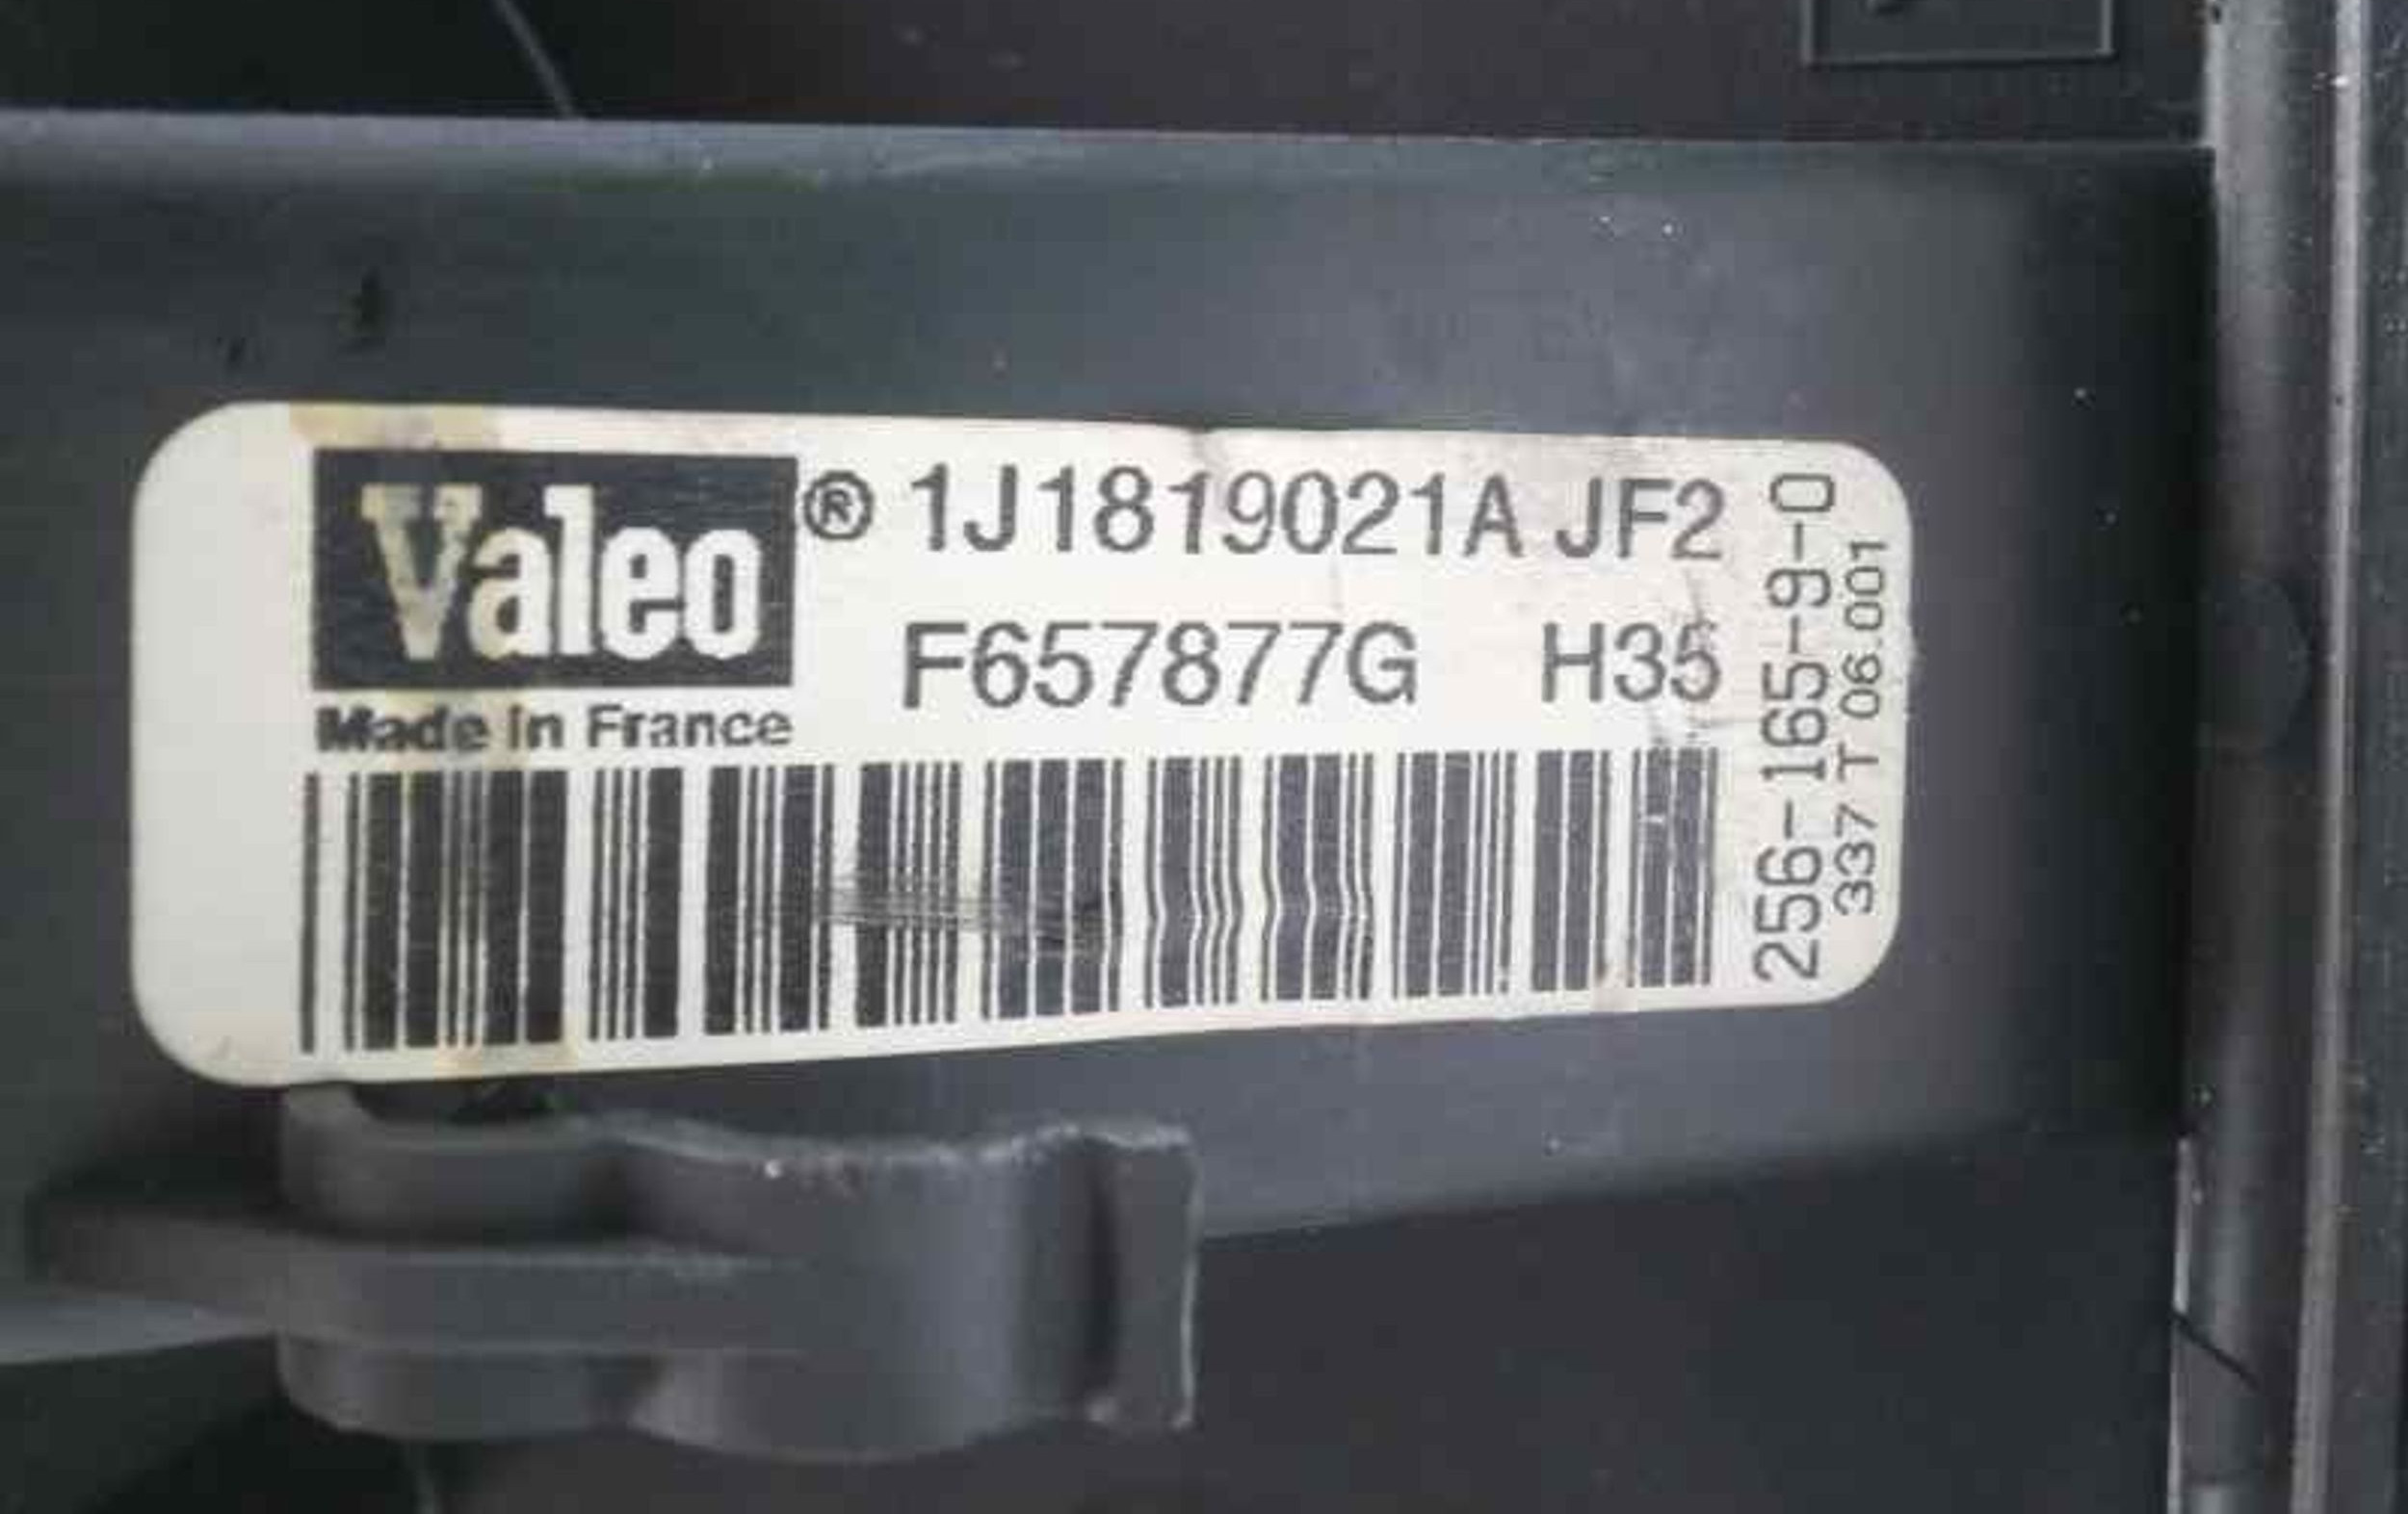 Valeo® 1J1819021A JF2
F657877G H35
Made in France
256-165-9-0
337 T 06.001